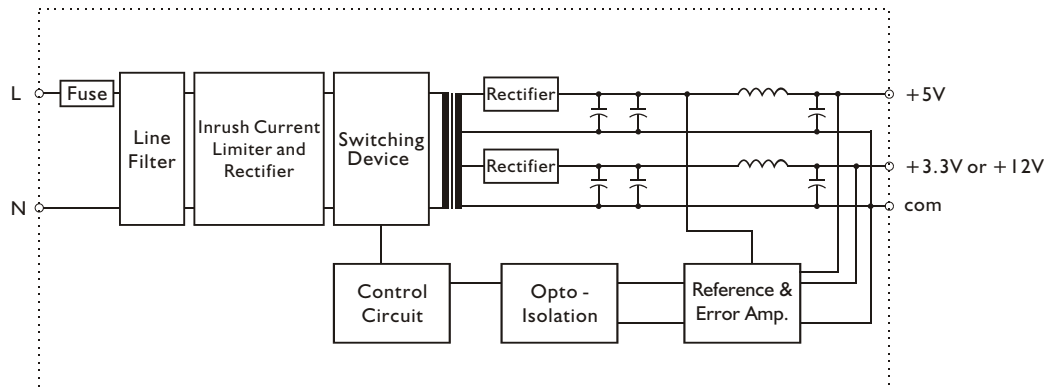 L
Fuse
Line
Filter
Inrush Current
Limiter and
Rectifier
Switching
Device
Rectifier
+5V
Rectifier
+3.3V or +12V
N
com
Control
Circuit
Opto -
Isolation
Reference &
Error Amp.